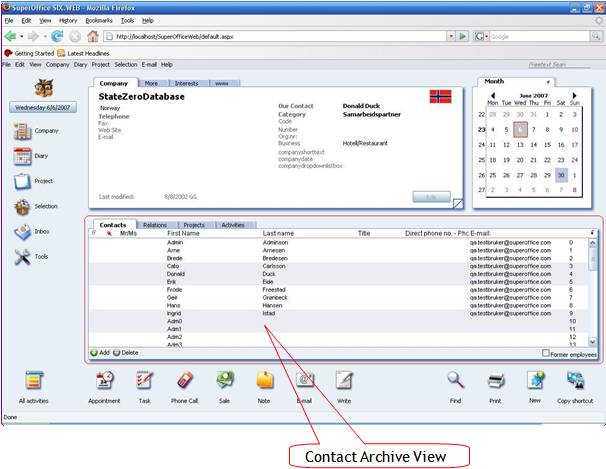 SuperOffice SIX.WEB - Mozilla Firefox
File Edit View History Bookmarks Tools Help
http://localhost/SuperOfficeWeb/default.aspx
Google
Getting Started Latest Headlines
File Edit View Company Diary Project Selection E-mail Help
Freetext Search
Wednesday 6/6/2007
Company
Diary
Project
Selection
Inbox
Tools
Company More Interests www
StateZeroDatabase
Norway
Telephone
Fax
Web Site
E-mail
Our Contact Donald Duck
Category Samarbeidspartner
Code
Number
Org.nr:
Business Hotell/Restaurant
companyshorttext
companydate
companydropdownlistbox
Last modified: 8/8/2002 GG
Edit
Month
June 2007
Mon Tue Wed Thu Fri Sat Sun
22 28 29 30 31 1 2 3
23 4 5 6 7 8 9 10
24 11 12 13 14 15 16 17
25 18 19 20 21 22 23 24
26 25 26 27 28 29 30 1
27 2 3 4 5 6 7 8
Contacts Relations Projects Activities
Mr/Ms First Name Last name Title Direct phone no. - Pho E-mail:
Admin Adminson qa.testbruker@superoffice.com 0
Arne Arnesen qa.testbruker@superoffice.com 1
Brede Bredesen qa.testbruker@superoffice.com 2
Cato Carlsson qa.testbruker@superoffice.com 3
Donald Duck qa.testbruker@superoffice.com 4
Erik Eide qa.testbruker@superoffice.com 5
Frode Freestad qa.testbruker@superoffice.com 6
Geir Grambeck qa.testbruker@superoffice.com 7
Hans Hansen qa.testbruker@superoffice.com 8
Ingrid Istad qa.testbruker@superoffice.com 9
Adm0 10
Adm1 11
Adm2 12
Adm3 13
Add Delete
Former employees
All activities Appointment Task Phone Call Sale Note E-mail Write Find Print New Copy shortcut
Done
Contact Archive View